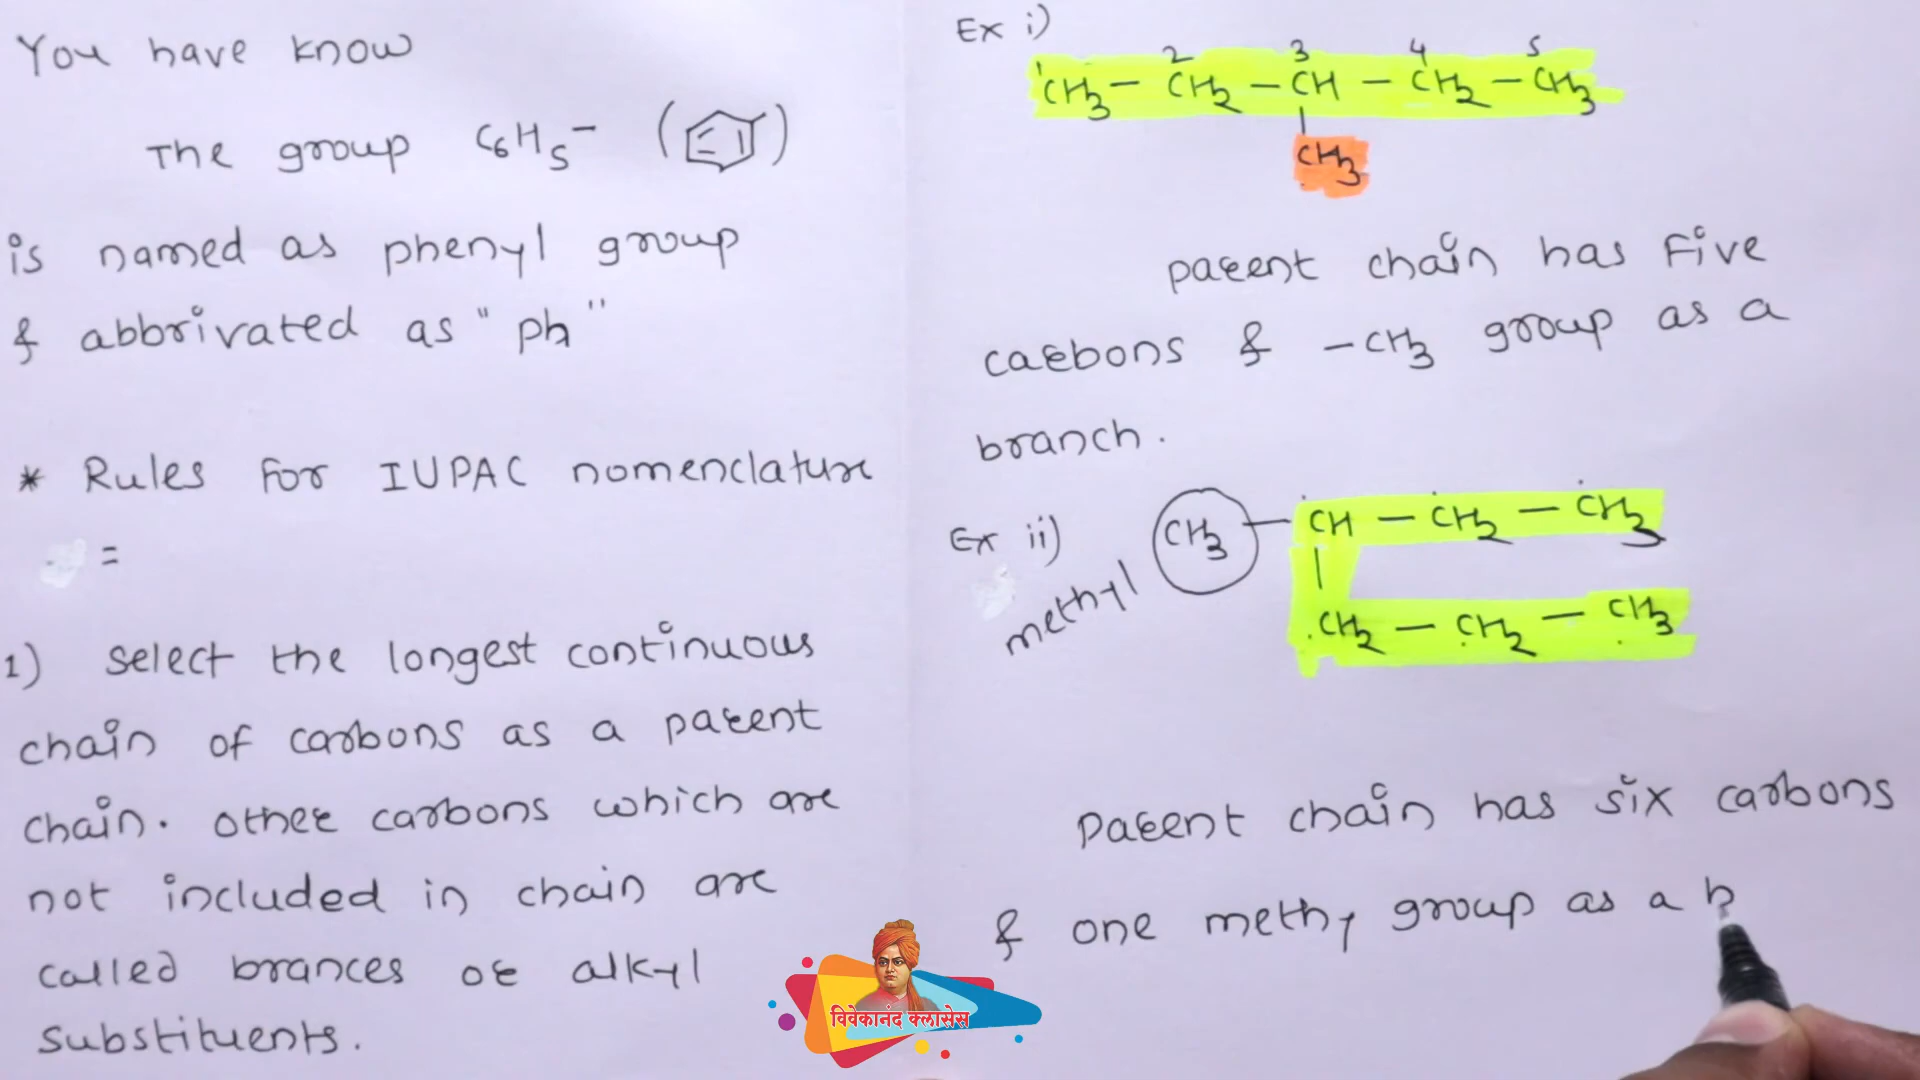 You have know
The group C6H5– ( )
is named as phenyl group
& abbrivated as "ph"
* Rules For IUPAC nomenclature
=
1) select the longest continuous
chain of carbons as a parent
chain. other carbons which are
not included in chain are
called brances or alkyl
substituents.
Ex i)
1 2 3 4 5
CH3 – CH2 – CH – CH2 – CH3
|
CH3
parent chain has Five
carbons & –CH3 group as a
branch.
Ex ii)
methyl
CH3 – CH – CH2 – CH3
|
CH2 – CH2 – CH3
parent chain has six carbons
& one methy group as a b
विवेकानंद क्लासेस